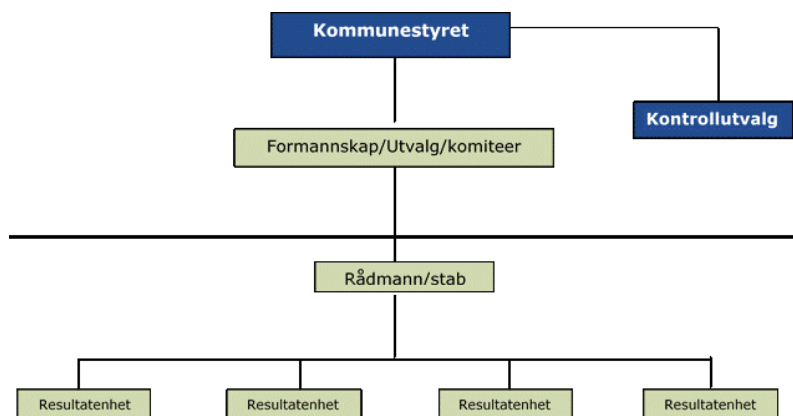 Kommunestyret
Kontrollutvalg
Formannskap/Utvalg/komiteer
Rådmann/stab
Resultatenhet
Resultatenhet
Resultatenhet
Resultatenhet